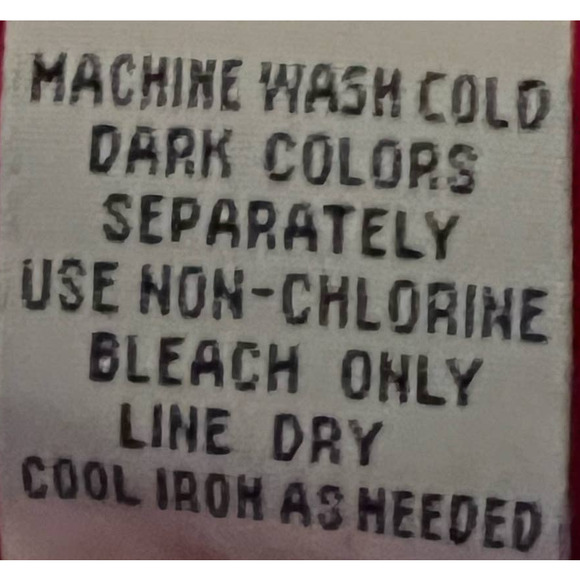 MACHINE WASH COLD
DARK COLORS
SEPARATELY
USE NON-CHLORINE
BLEACH ONLY
LINE DRY
COOL IRON AS NEEDED